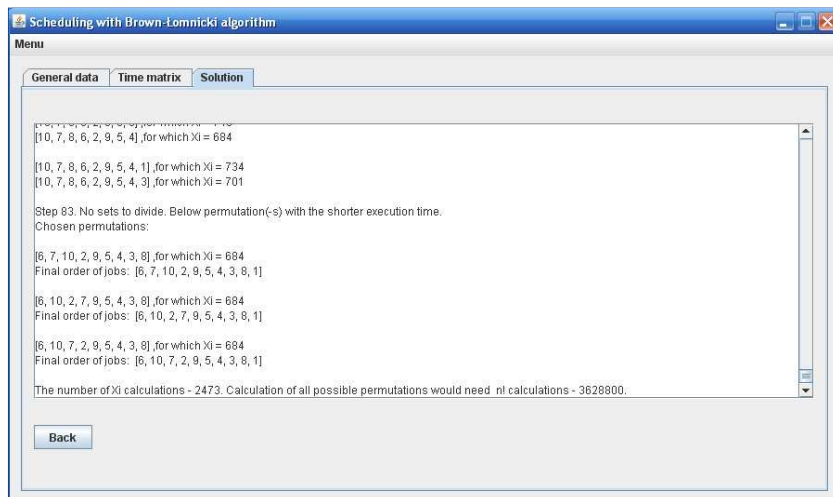 Scheduling with Brown-Łomnicki algorithm
Menu
General data Time matrix Solution
[10, 7, 8, 6, 2, 9, 5, 4] ,for which Xi = 684
[10, 7, 8, 6, 2, 9, 5, 4, 1] ,for which Xi = 734
[10, 7, 8, 6, 2, 9, 5, 4, 3] ,for which Xi = 701
Step 83. No sets to divide. Below permutation(-s) with the shorter execution time.
Chosen permutations:
[6, 7, 10, 2, 9, 5, 4, 3, 8] ,for which Xi = 684
Final order of jobs: [6, 7, 10, 2, 9, 5, 4, 3, 8, 1]
[6, 10, 2, 7, 9, 5, 4, 3, 8] ,for which Xi = 684
Final order of jobs: [6, 10, 2, 7, 9, 5, 4, 3, 8, 1]
[6, 10, 7, 2, 9, 5, 4, 3, 8] ,for which Xi = 684
Final order of jobs: [6, 10, 7, 2, 9, 5, 4, 3, 8, 1]
The number of Xi calculations - 2473. Calculation of all possible permutations would need n! calculations - 3628800.
Back